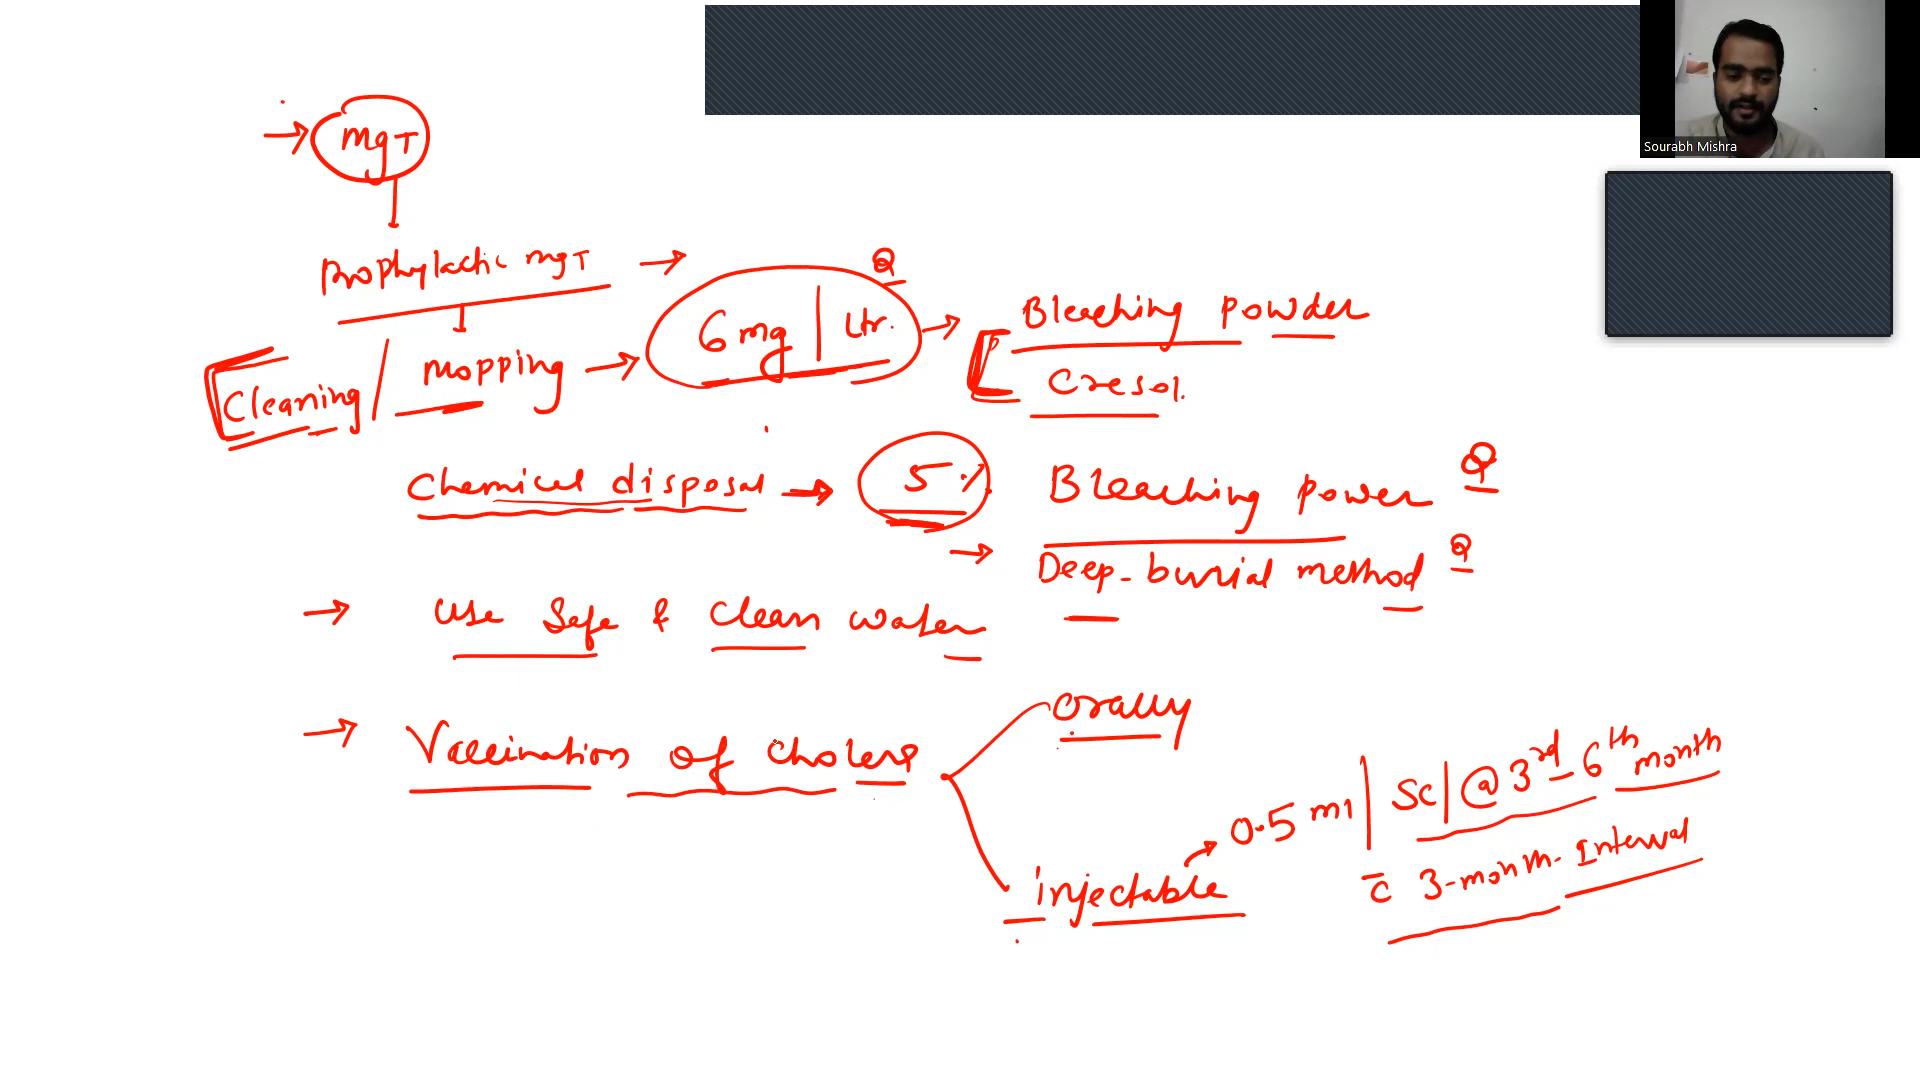 Sourabh Mishra
→ mgT
Prophylactic mgT →
Cleaning / Mopping → 6 mg | Ltr. Q → Bleaching Powder
Cresol.
Chemical disposal → 5% Bleaching power Q
→ Deep-burial method Q
→ Use Safe & Clean water
→ Vaccination of Cholera
Orally
injectable → 0.5 ml | SC | @ 3rd - 6th month
c̄ 3-month-Interval